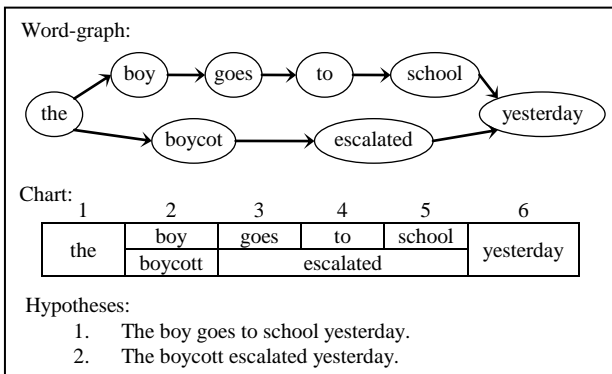 Word-graph:
boy goes to school
the yesterday
boycot escalated
Chart:
1 2 3 4 5 6
the boy goes to school yesterday
boycott escalated
Hypotheses:
1. The boy goes to school yesterday.
2. The boycott escalated yesterday.